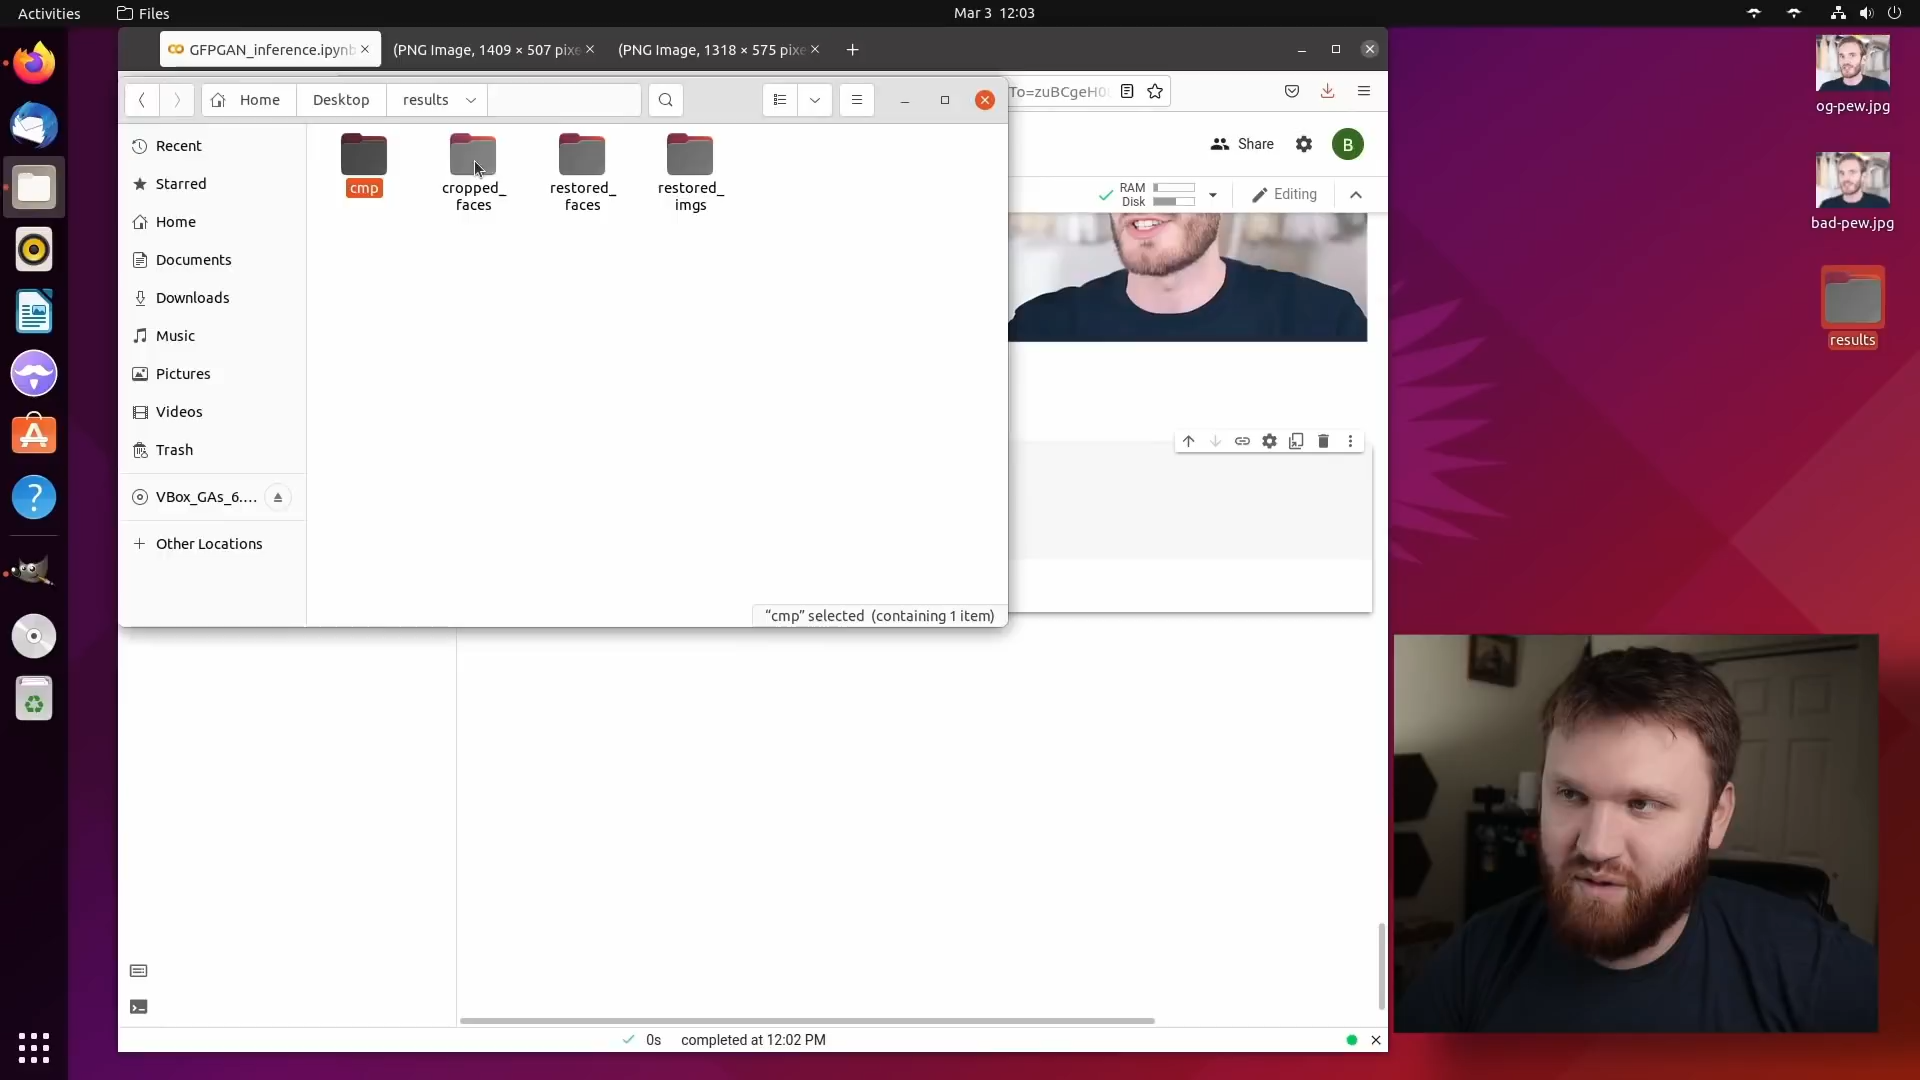 Activities
Files
Mar 3 12:03
GFPGAN_inference.ipynb
(PNG Image, 1409 × 507 pixe
(PNG Image, 1318 × 575 pixe
Home
Desktop
results
To=zuBCgeH0
Recent
Starred
Home
Documents
Downloads
Music
Pictures
Videos
Trash
VBox_GAs_6....
Other Locations
cmp
cropped_
faces
restored_
faces
restored_
imgs
"cmp" selected (containing 1 item)
Share
B
RAM
Disk
Editing
og-pew.jpg
bad-pew.jpg
results
0s completed at 12:02 PM